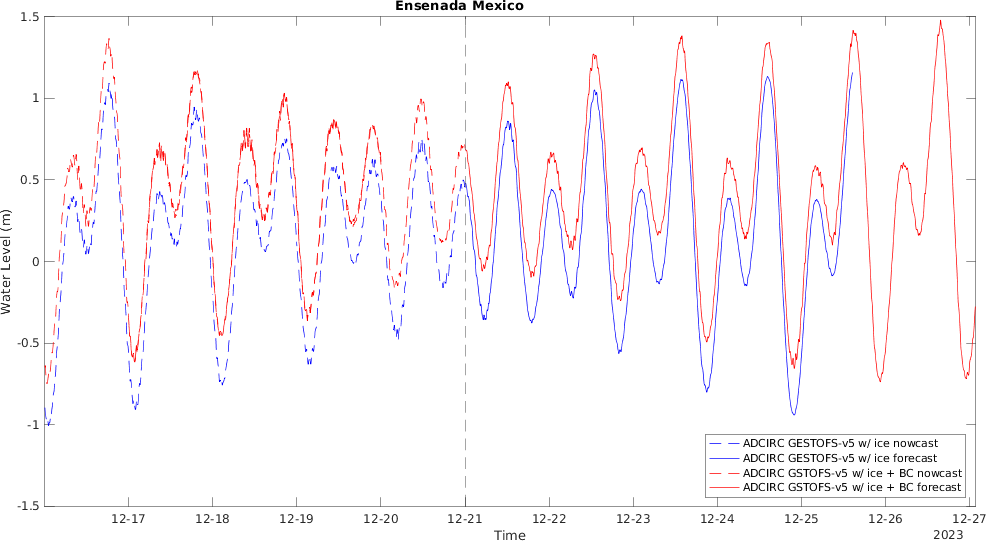 Ensenada Mexico
1.5
1
0.5
0
-0.5
-1
-1.5
Water Level (m)
ADCIRC GESTOFS-v5 w/ ice nowcast
ADCIRC GESTOFS-v5 w/ ice forecast
ADCIRC GSTOFS-v5 w/ ice + BC nowcast
ADCIRC GSTOFS-v5 w/ ice + BC forecast
12-17 12-18 12-19 12-20 12-21 12-22 12-23 12-24 12-25 12-26 12-27
Time
2023